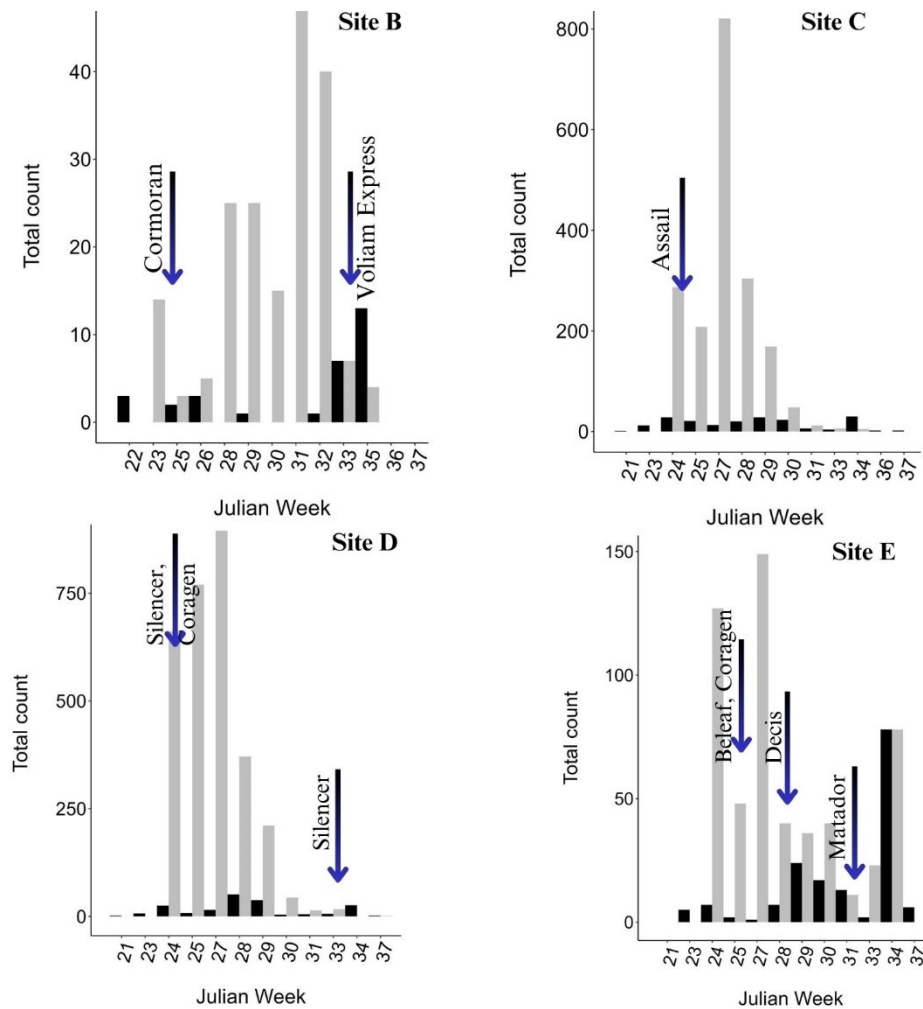 Site B
40
30
20
10
0
Total count
Cormoran
Voliam Express
22 23 25 26 28 29 30 31 32 33 35 36 37
Julian Week
Site C
800
600
400
200
0
Total count
Assail
21 23 24 25 27 28 29 30 31 33 34 36 37
Julian Week
Site D
750
500
250
0
Total count
Silencer,
Coragen
Silencer
21 23 24 25 27 28 29 30 31 33 34 37
Julian Week
Site E
150
100
50
0
Total count
Beleaf, Coragen
Decis
Matador
21 23 24 25 27 28 29 30 31 33 34 37
Julian Week